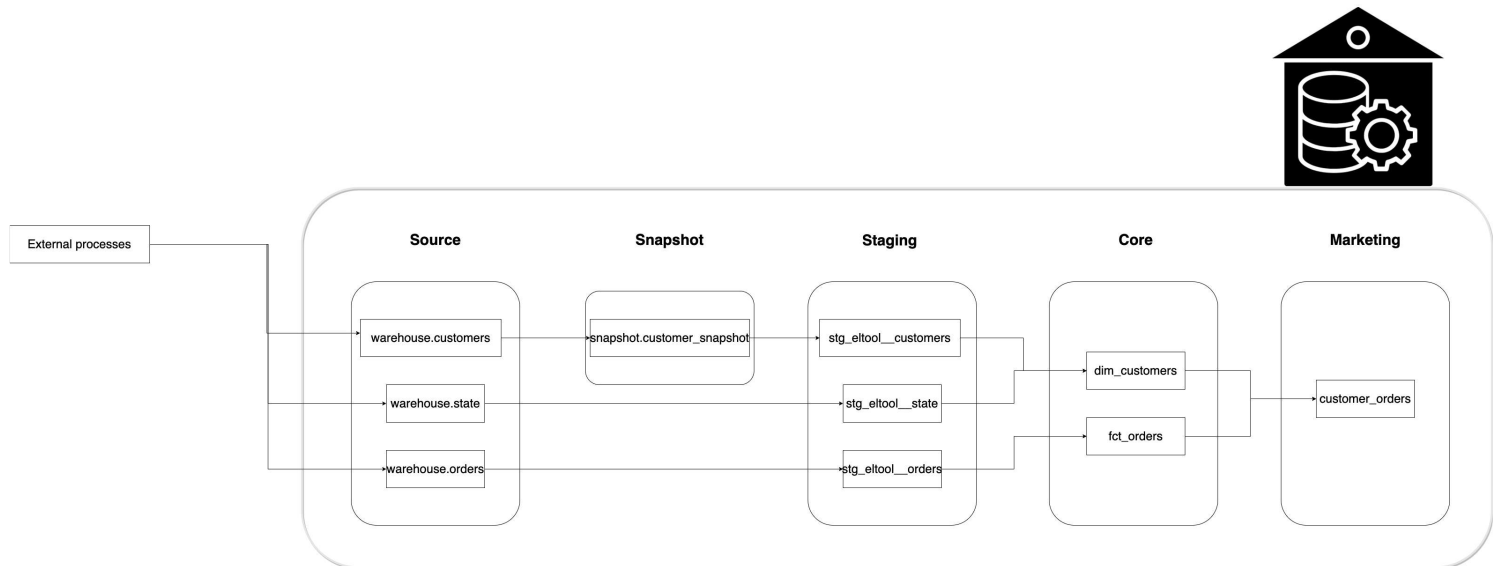 External processes
Source
Snapshot
Staging
Core
Marketing
warehouse.customers
snapshot.customer_snapshot
stg_eltool__customers
dim_customers
customer_orders
warehouse.state
stg_eltool__state
fct_orders
warehouse.orders
stg_eltool__orders